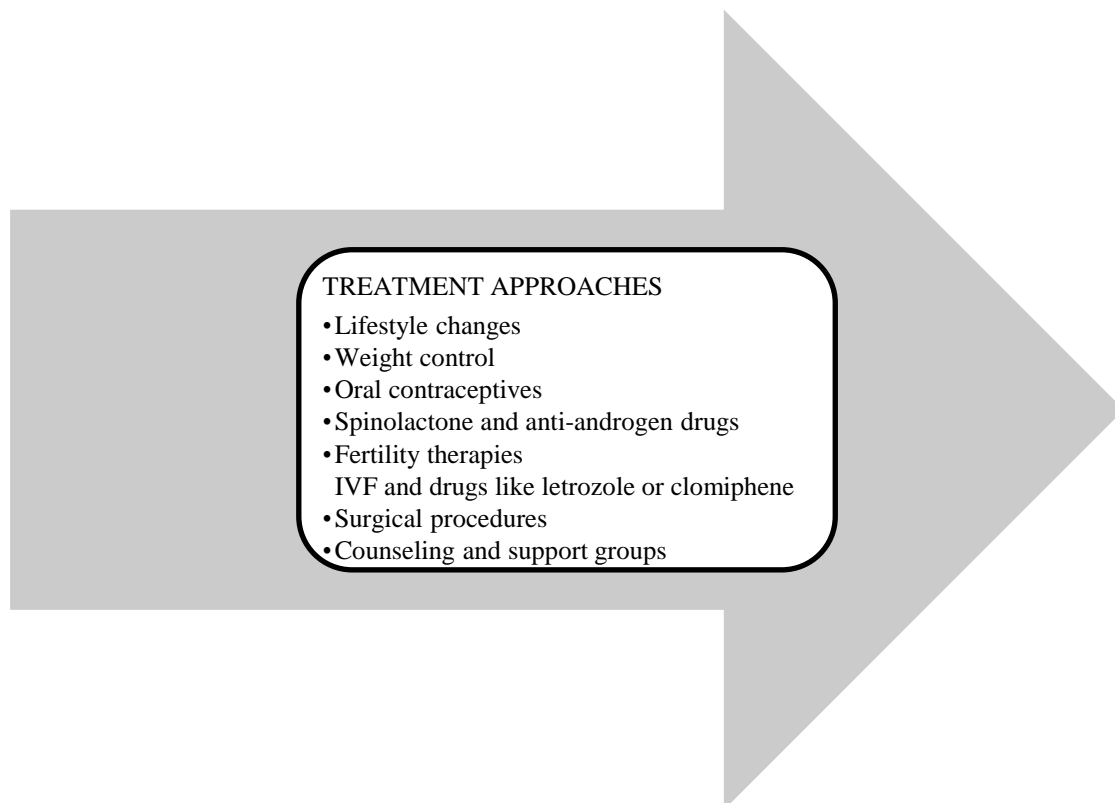 TREATMENT APPROACHES
•Lifestyle changes
•Weight control
•Oral contraceptives
•Spinolactone and anti-androgen drugs
•Fertility therapies
IVF and drugs like letrozole or clomiphene
•Surgical procedures
•Counseling and support groups